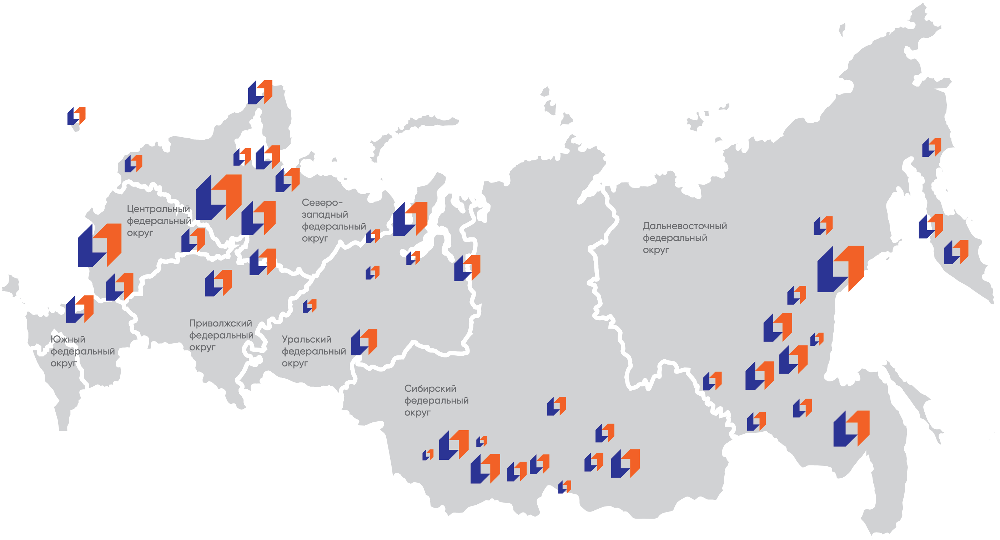 Центральный
федеральный
округ
Северо-
западный
федеральный
округ
Дальневосточный
федеральный
округ
Приволжский
федеральный
округ
Южный
федеральный
округ
Уральский
федеральный
округ
Сибирский
федеральный
округ